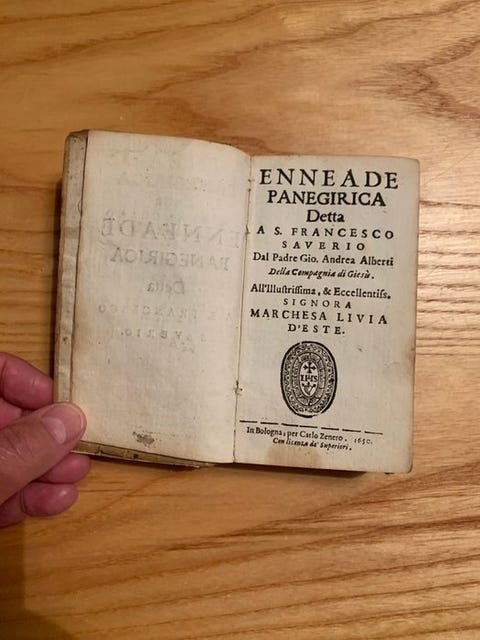 ENNEADE
PANEGIRICA
Detta
A S. FRANCESCO
SAVERIO
Dal Padre Gio. Andrea Alberti
Della Compagnia di Giesù.
All'Illustrissima, & Eccellentiss.
SIGNORA
MARCHESA LIVIA
D'ESTE.
IHS
In Bologna, per Carlo Zenero. 1650.
Con licenza de' Superiori.